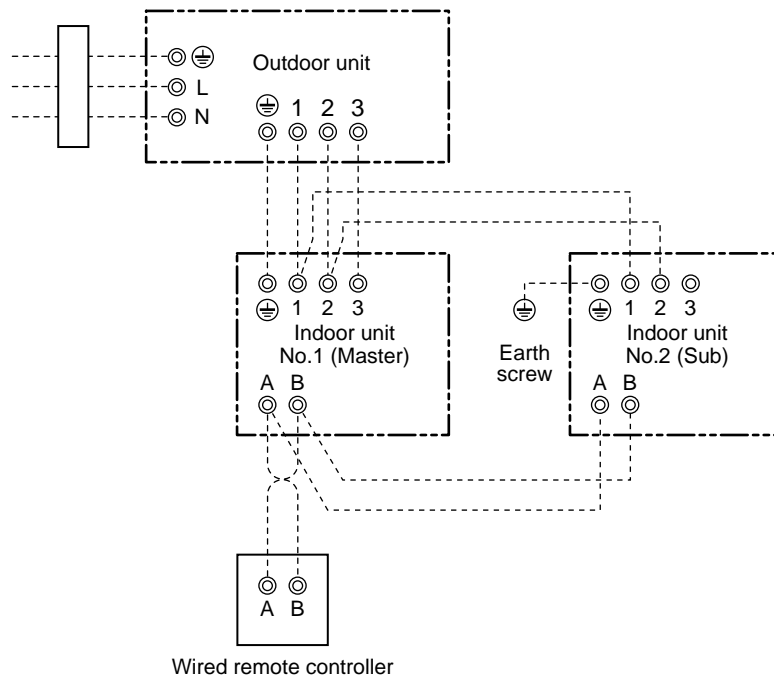 Outdoor unit
L
N
1 2 3
1 2 3
Indoor unit
No.1 (Master)
A B
Earth
screw
1 2 3
Indoor unit
No.2 (Sub)
A B
A B
Wired remote controller